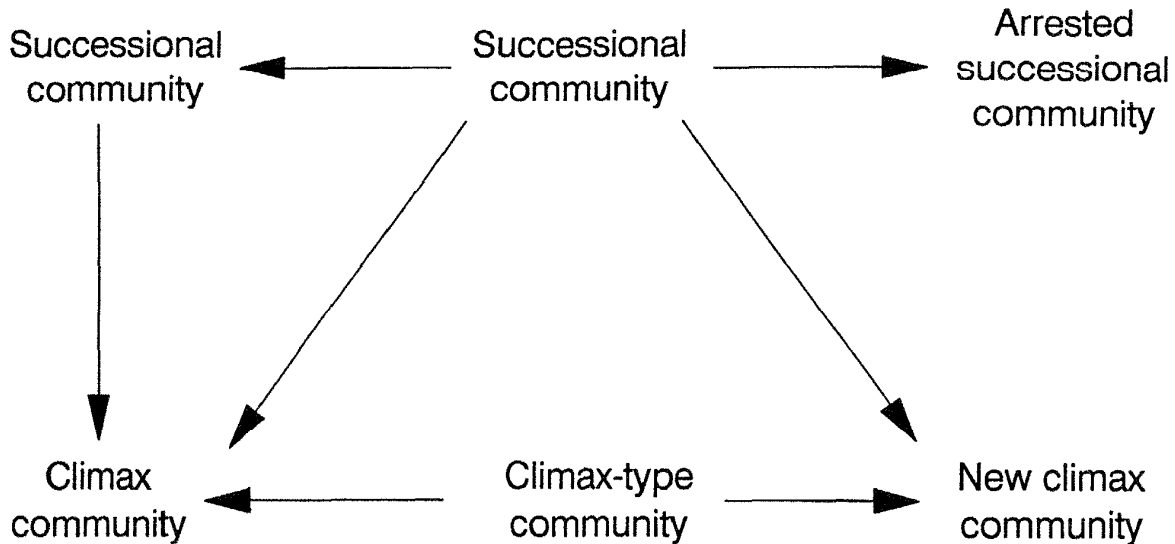 Successional
community
Successional
community
Arrested
successional
community
Climax
community
Climax-type
community
New climax
community